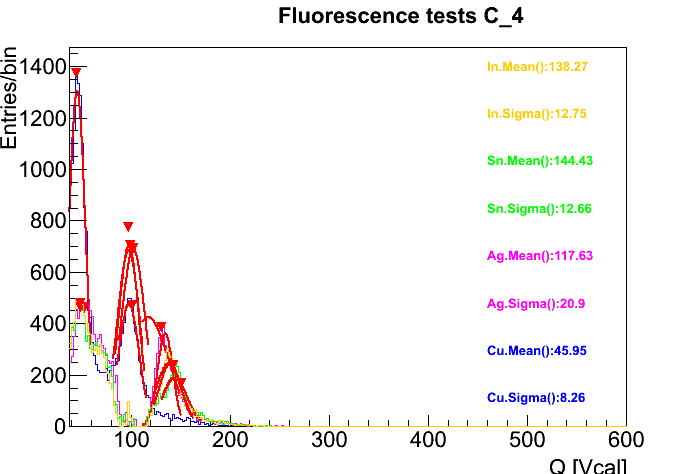 Fluorescence tests C_4
Entries/bin
1400
1200
1000
800
600
400
200
0
100
200
300
400
500
600
Q [Vcal]
In.Mean():138.27
In.Sigma():12.75
Sn.Mean():144.43
Sn.Sigma():12.66
Ag.Mean():117.63
Ag.Sigma():20.9
Cu.Mean():45.95
Cu.Sigma():8.26